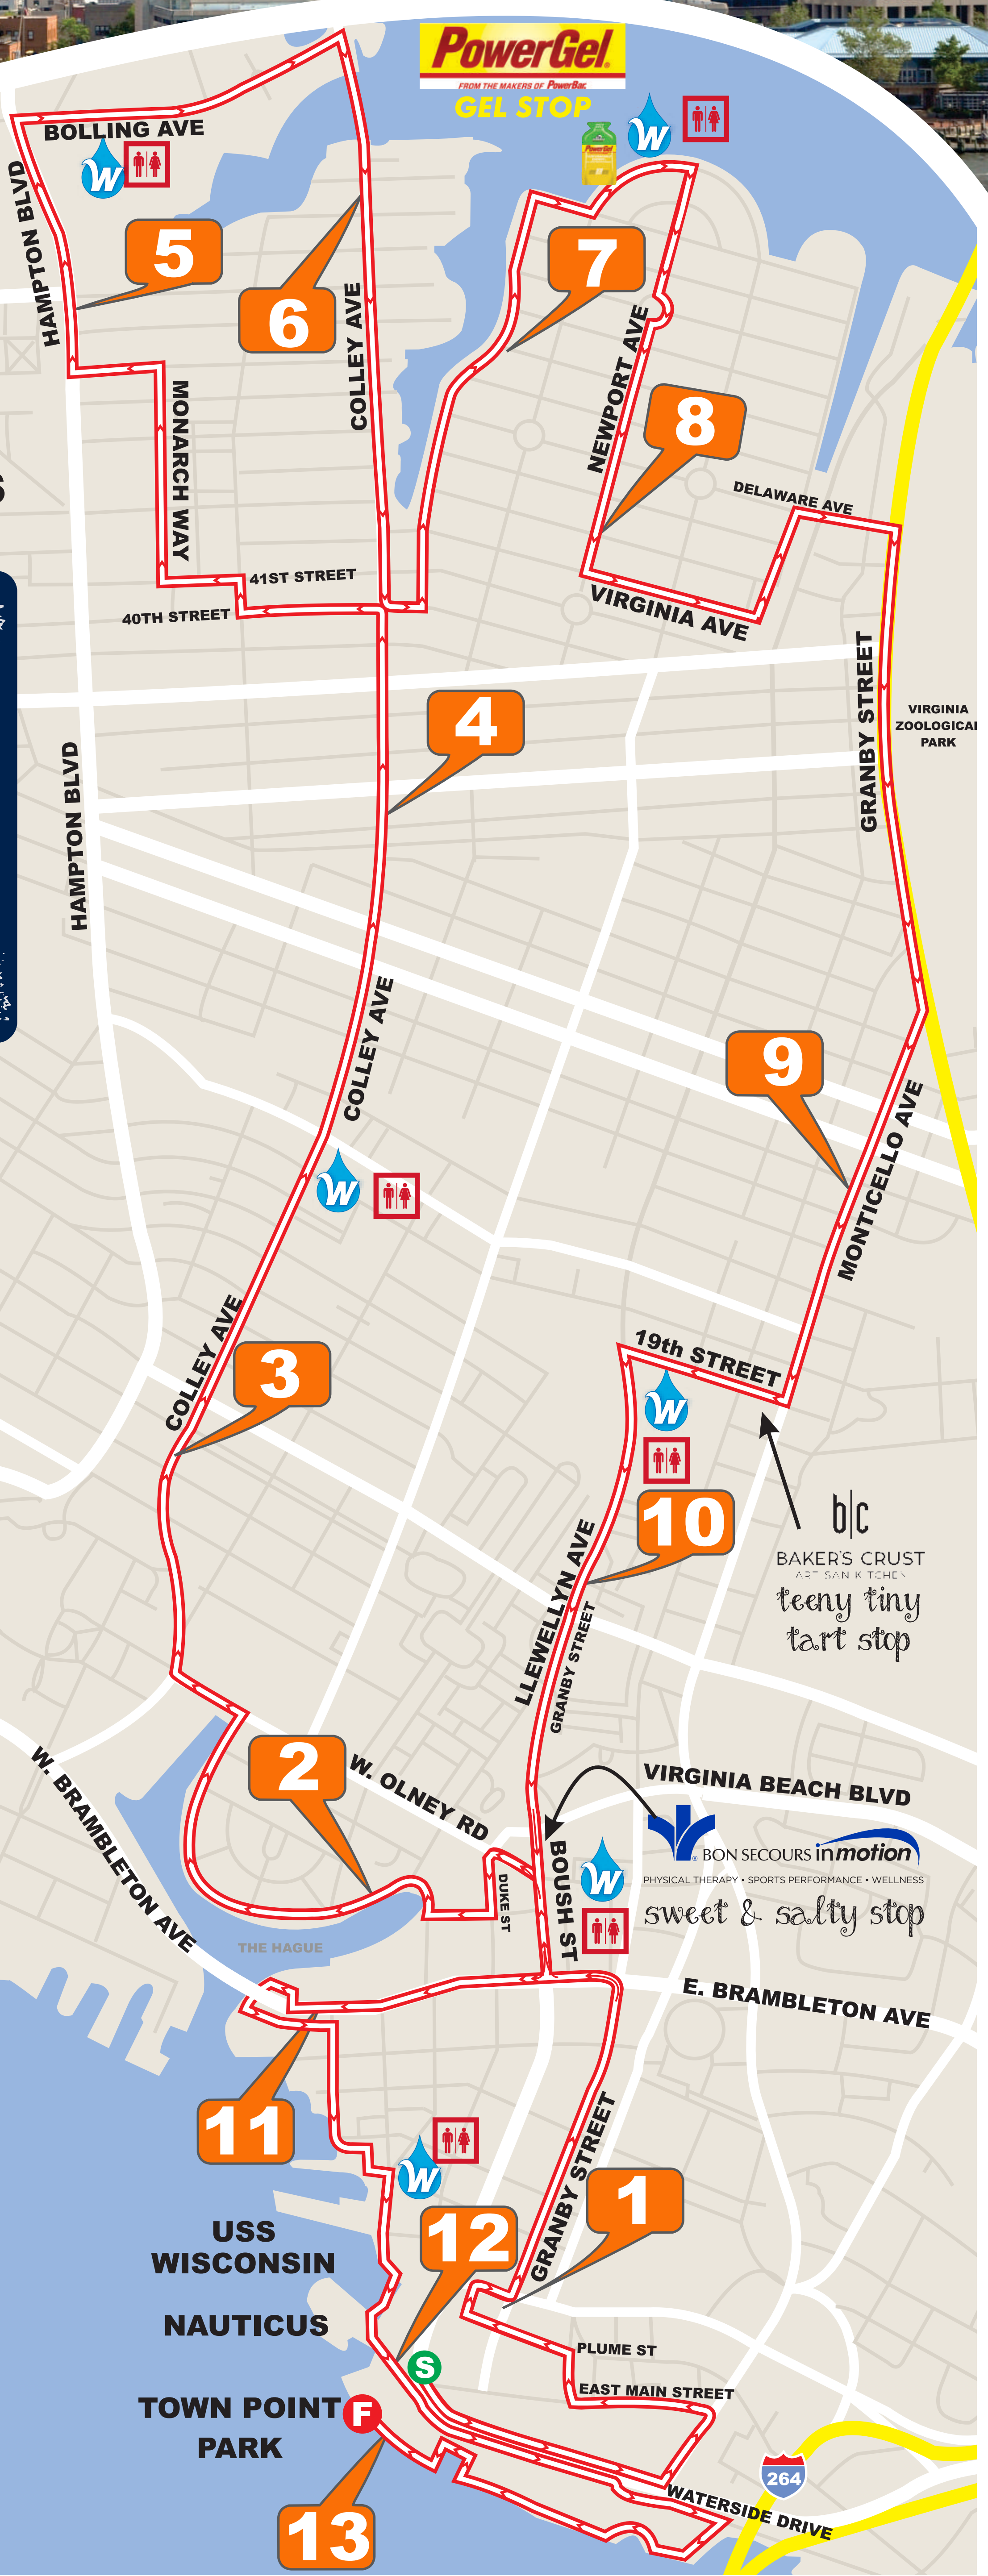 PowerGel
FROM THE MAKERS OF PowerBar
GEL STOP
W
PowerGel
BOLLING AVE
W
HAMPTON BLVD
5
6
7
COLLEY AVE
NEWPORT AVE
MONARCH WAY
8
DELAWARE AVE
41ST STREET
40TH STREET
VIRGINIA AVE
GRANBY STREET
VIRGINIA
ZOOLOGICAL
PARK
4
HAMPTON BLVD
COLLEY AVE
9
MONTICELLO AVE
W
COLLEY AVE
3
19th STREET
W
10
b|c
BAKER'S CRUST
ARTISAN KITCHEN
teeny tiny
tart stop
LLEWELLYN AVE
GRANBY STREET
2
W. OLNEY RD
W. BRAMBLETON AVE
VIRGINIA BEACH BLVD
BON SECOURS inmotion
PHYSICAL THERAPY • SPORTS PERFORMANCE • WELLNESS
sweet & salty stop
BOUSH ST
W
DUKE ST
THE HAGUE
E. BRAMBLETON AVE
11
W
GRANBY STREET
1
12
USS
WISCONSIN
NAUTICUS
PLUME ST
S
EAST MAIN STREET
TOWN POINT
PARK
F
264
WATERSIDE DRIVE
13